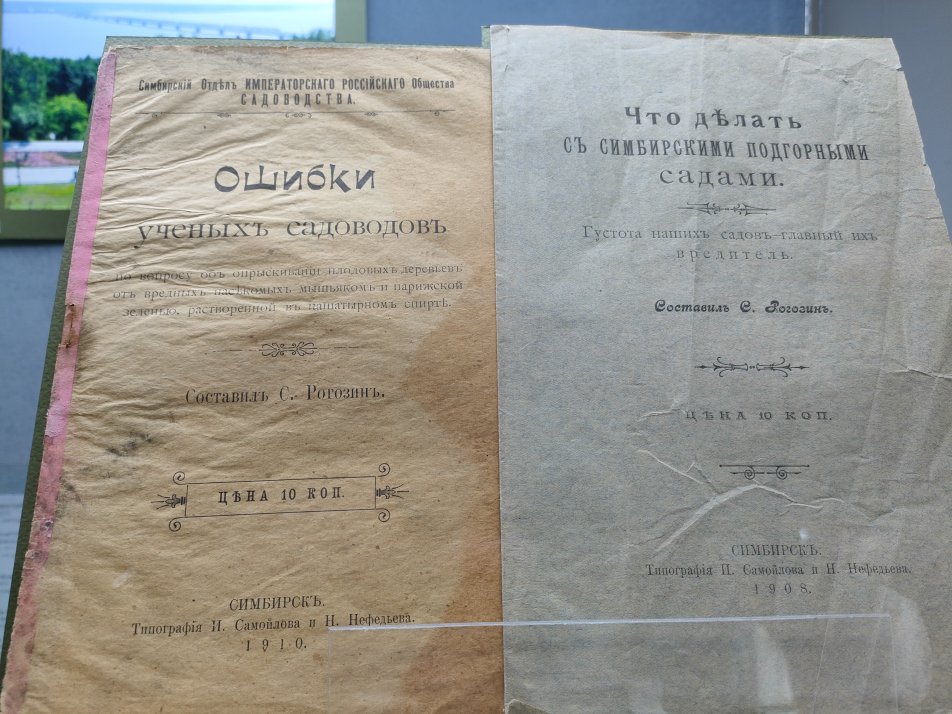 Симбирскій Отдѣлъ ИМПЕРАТОРСКАГО РОССІЙСКАГО Общества
САДОВОДСТВА.
Ошибки
ученыхъ садоводовъ
по вопросу объ опрыскиваніи плодовыхъ деревьевъ
отъ вредныхъ насѣкомыхъ мышьякомъ и парижской
зеленью, растворенной въ нашатырномъ спиртѣ.
Составилъ С. Рогозинъ.
ЦѢНА 10 КОП.
СИМБИРСКЪ.
Типографія И. Самойлова и Н. Нефедьева.
1910.
Что дѣлать
СЪ СИМБИРСКИМИ ПОДГОРНЫМИ
САДАМИ.
Густота нашихъ садовъ—главный ихъ
вредитель.
Составилъ С. Рогозинъ.
ЦѢНА 10 КОП.
СИМБИРСКЪ.
Типографія И. Самойлова и Н. Нефедьева.
1908.